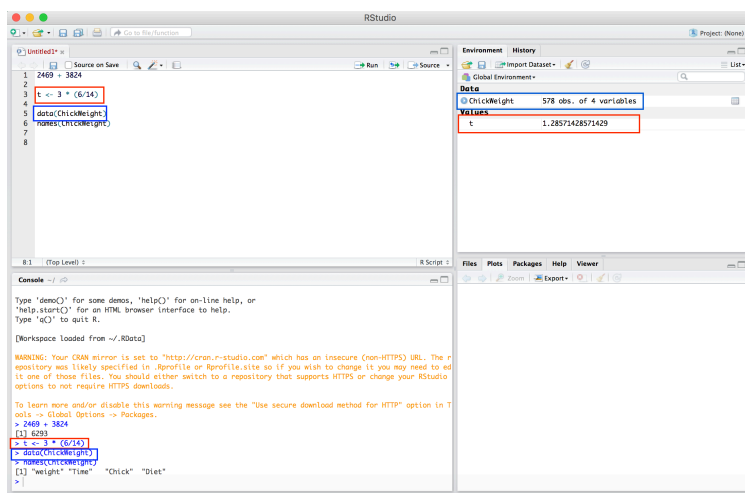 RStudio
Go to file/function
Project: (None)
Untitled1*
Source on Save
Run
Source
1 2469 + 3824
2
3 t <- 3 * (6/14)
4
5 data(ChickWeight)
6 names(ChickWeight)
7
8
8:1 (Top Level)
R Script
Console ~/
Type 'demo()' for some demos, 'help()' for on-line help, or
'help.start()' for an HTML browser interface to help.
Type 'q()' to quit R.
[Workspace loaded from ~/.RData]
WARNING: Your CRAN mirror is set to "http://cran.r-studio.com" which has an insecure (non-HTTPS) URL. The r
epository was likely specified in .Rprofile or Rprofile.site so if you wish to change it you may need to ed
it one of those files. You should either switch to a repository that supports HTTPS or change your RStudio
options to not require HTTPS downloads.
To learn more and/or disable this warning message see the "Use secure download method for HTTP" option in T
ools -> Global Options -> Packages.
> 2469 + 3824
[1] 6293
> t <- 3 * (6/14)
> data(ChickWeight)
> names(ChickWeight)
[1] "weight" "Time" "Chick" "Diet"
>
Environment History
Import Dataset
List
Global Environment
Data
ChickWeight 578 obs. of 4 variables
Values
t 1.28571428571429
Files Plots Packages Help Viewer
Zoom Export